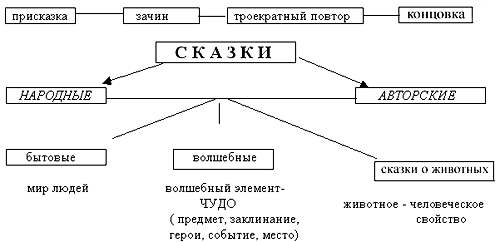 присказка зачин троекратный повтор концовка
СКАЗКИ
НАРОДНЫЕ АВТОРСКИЕ
бытовые волшебные сказки о животных
мир людей волшебный элемент- животное - человеческое
ЧУДО свойство
( предмет, заклинание,
герои, событие, место)